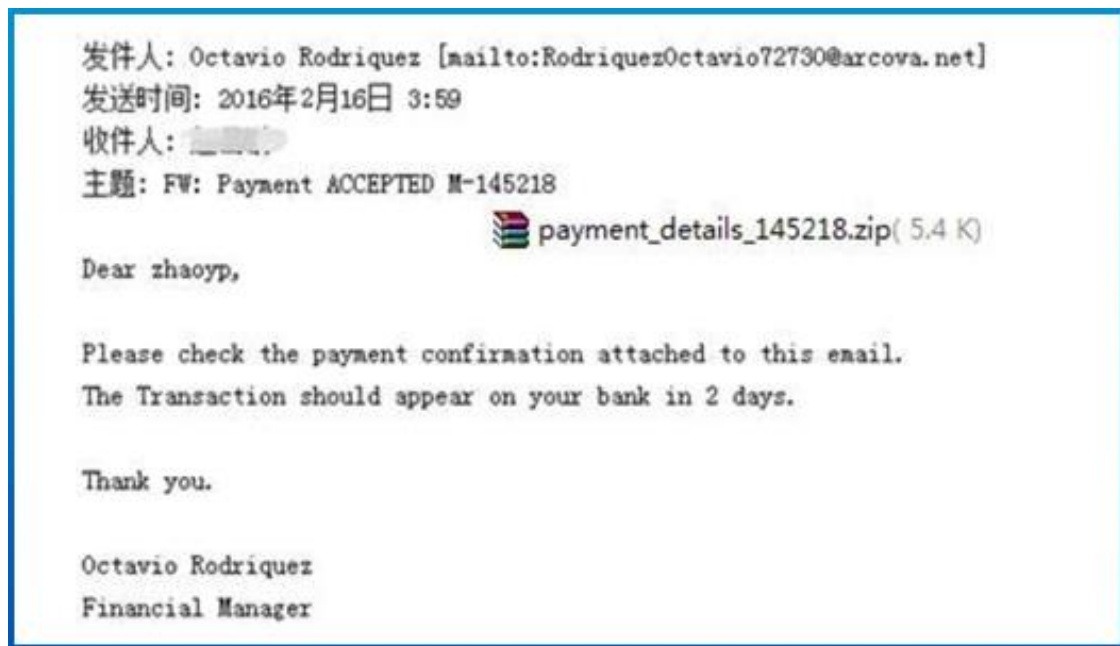 发件人: Octavio Rodriquez [mailto:RodriquezOctavio72730@arcova.net]
发送时间: 2016年2月16日 3:59
收件人:
主题: FW: Payment ACCEPTED M-145218
payment_details_145218.zip( 5.4 K)
Dear zhaoyp,
Please check the payment confirmation attached to this email.
The Transaction should appear on your bank in 2 days.
Thank you.
Octavio Rodriquez
Financial Manager